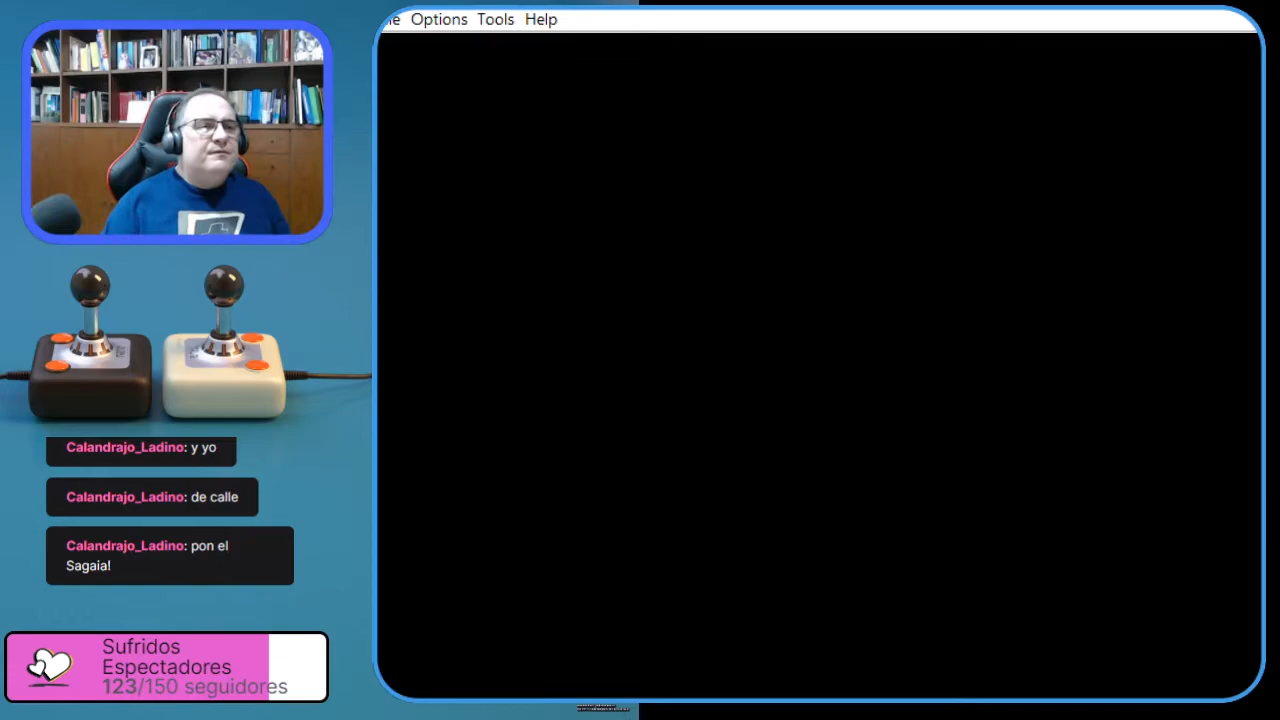 Options Tools Help
Calandrajo_Ladino: y yo
Calandrajo_Ladino: de calle
Calandrajo_Ladino: pon el
Sagaia!
Sufridos
Espectadores
123/150 seguidores